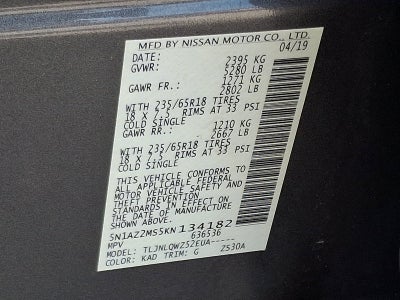 MFD BY NISSAN MOTOR CO., LTD.
DATE: 04/19
GVWR: 2395 KG
5280 LB
GAWR FR.: 1271 KG
2802 LB
WITH 235/65R18 TIRES
18 X 7.5 RIMS AT 33 PSI
COLD SINGLE
GAWR RR.: 1210 KG
2667 LB
WITH 235/65R18 TIRES
18 X 7.5 RIMS AT 33 PSI
COLD SINGLE
THIS VEHICLE CONFORMS TO
ALL APPLICABLE FEDERAL
MOTOR VEHICLE SAFETY AND
THEFT PREVENTION
STANDARDS IN EFFECT ON
THE DATE OF MANUFACTURE
SHOWN ABOVE.
5N1AZ2MS5KN134182
MPV 636536
MODEL: TLJNLQWZ52EUA-----
COLOR: KAD TRIM: G Z530A